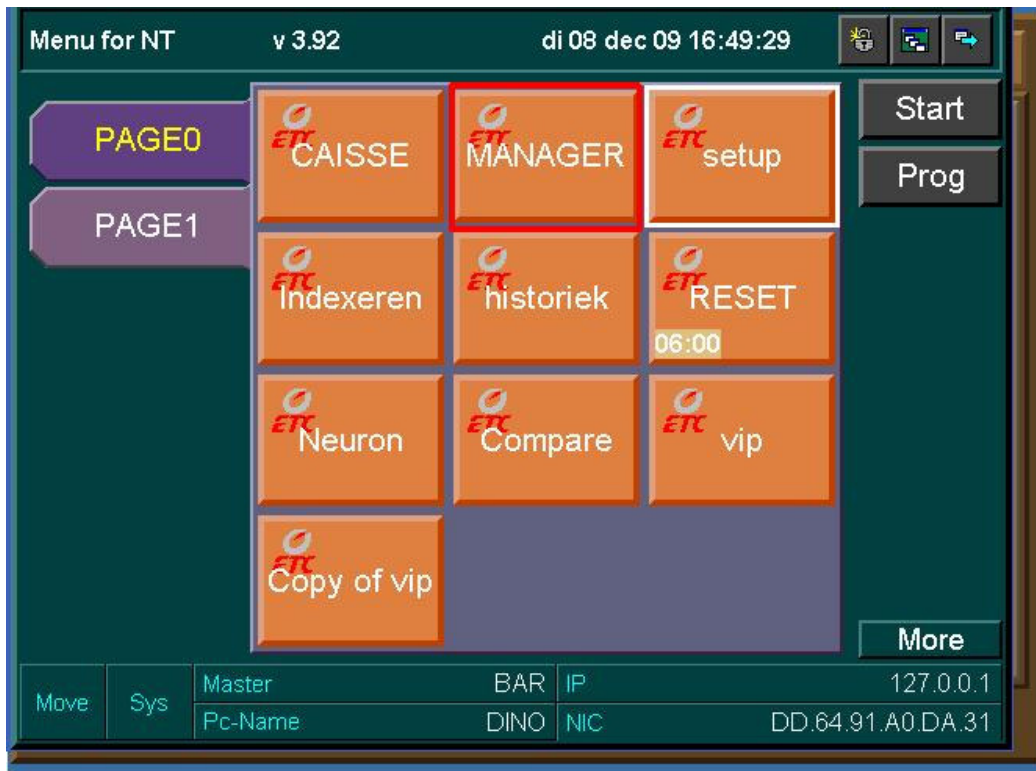 Menu for NT v 3.92 di 08 dec 09 16:49:29
PAGE0
PAGE1
ETC CAISSE
ETC MANAGER
ETC setup
ETC Indexeren
ETC historiek
ETC RESET
06:00
ETC Neuron
ETC Compare
ETC vip
ETC Copy of vip
Start
Prog
More
Move Sys
Master BAR IP 127.0.0.1
Pc-Name DINO NIC DD.64.91.A0.DA.31